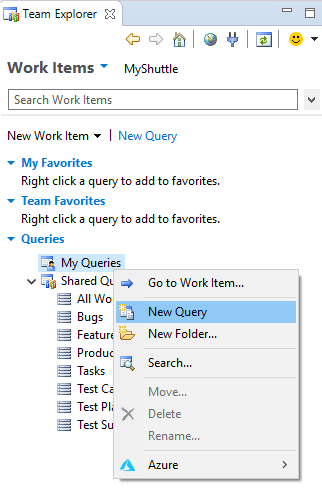 Team Explorer
Work Items MyShuttle
Search Work Items
New Work Item New Query
My Favorites
Right click a query to add to favorites.
Team Favorites
Right click a query to add to favorites.
Queries
My Queries
Shared Qu
All Wo
Bugs
Feature
Produc
Tasks
Test Ca
Test Pla
Test Su
Go to Work Item...
New Query
New Folder...
Search...
Move...
Delete
Rename...
Azure